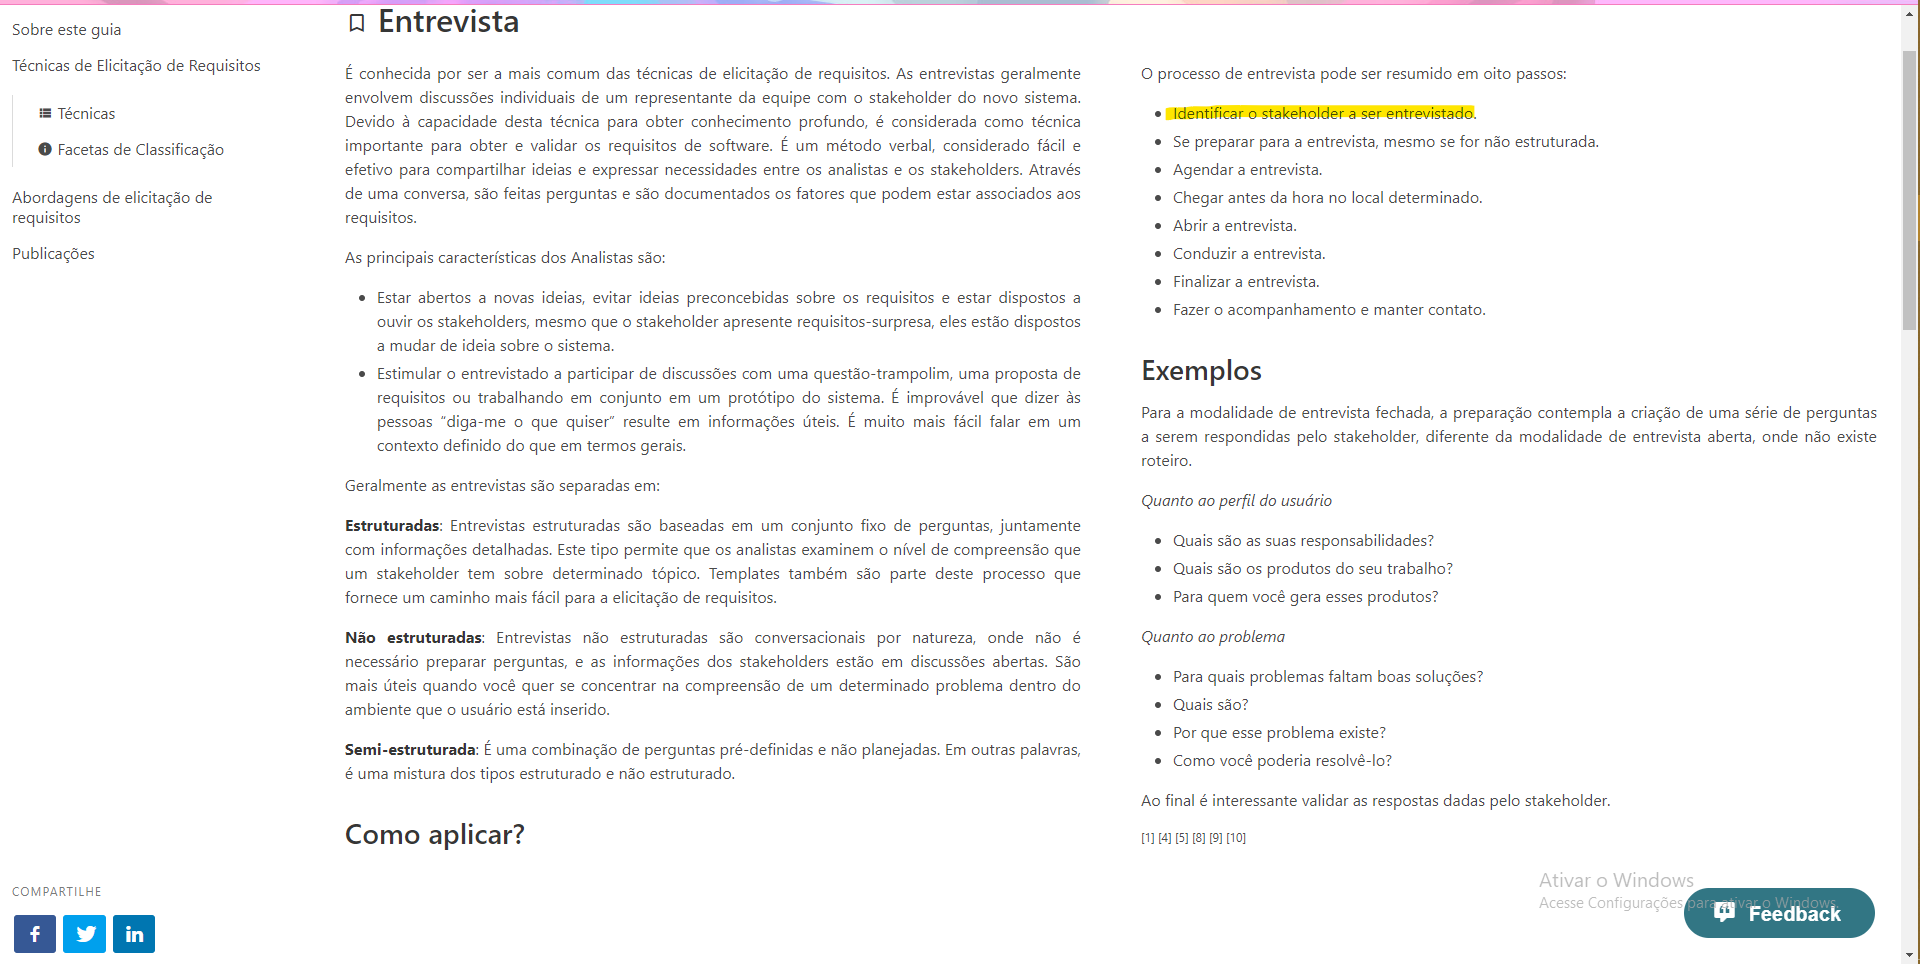 Sobre este guia
Técnicas de Elicitação de Requisitos
Técnicas
Facetas de Classificação
Abordagens de elicitação de
requisitos
Publicações
COMPARTILHE
Entrevista
É conhecida por ser a mais comum das técnicas de elicitação de requisitos. As entrevistas geralmente
envolvem discussões individuais de um representante da equipe com o stakeholder do novo sistema.
Devido à capacidade desta técnica para obter conhecimento profundo, é considerada como técnica
importante para obter e validar os requisitos de software. É um método verbal, considerado fácil e
efetivo para compartilhar ideias e expressar necessidades entre os analistas e os stakeholders. Através
de uma conversa, são feitas perguntas e são documentados os fatores que podem estar associados aos
requisitos.
As principais características dos Analistas são:
• Estar abertos a novas ideias, evitar ideias preconcebidas sobre os requisitos e estar dispostos a
ouvir os stakeholders, mesmo que o stakeholder apresente requisitos-surpresa, eles estão dispostos
a mudar de ideia sobre o sistema.
• Estimular o entrevistado a participar de discussões com uma questão-trampolim, uma proposta de
requisitos ou trabalhando em conjunto em um protótipo do sistema. É improvável que dizer às
pessoas “diga-me o que quiser” resulte em informações úteis. É muito mais fácil falar em um
contexto definido do que em termos gerais.
Geralmente as entrevistas são separadas em:
Estruturadas: Entrevistas estruturadas são baseadas em um conjunto fixo de perguntas, juntamente
com informações detalhadas. Este tipo permite que os analistas examinem o nível de compreensão que
um stakeholder tem sobre determinado tópico. Templates também são parte deste processo que
fornece um caminho mais fácil para a elicitação de requisitos.
Não estruturadas: Entrevistas não estruturadas são conversacionais por natureza, onde não é
necessário preparar perguntas, e as informações dos stakeholders estão em discussões abertas. São
mais úteis quando você quer se concentrar na compreensão de um determinado problema dentro do
ambiente que o usuário está inserido.
Semi-estruturada: É uma combinação de perguntas pré-definidas e não planejadas. Em outras palavras,
é uma mistura dos tipos estruturado e não estruturado.
Como aplicar?
O processo de entrevista pode ser resumido em oito passos:
• Identificar o stakeholder a ser entrevistado.
• Se preparar para a entrevista, mesmo se for não estruturada.
• Agendar a entrevista.
• Chegar antes da hora no local determinado.
• Abrir a entrevista.
• Conduzir a entrevista.
• Finalizar a entrevista.
• Fazer o acompanhamento e manter contato.
Exemplos
Para a modalidade de entrevista fechada, a preparação contempla a criação de uma série de perguntas
a serem respondidas pelo stakeholder, diferente da modalidade de entrevista aberta, onde não existe
roteiro.
Quanto ao perfil do usuário
• Quais são as suas responsabilidades?
• Quais são os produtos do seu trabalho?
• Para quem você gera esses produtos?
Quanto ao problema
• Para quais problemas faltam boas soluções?
• Quais são?
• Por que esse problema existe?
• Como você poderia resolvê-lo?
Ao final é interessante validar as respostas dadas pelo stakeholder.
[1] [4] [5] [8] [9] [10]
Ativar o Windows
Acesse Configurações para ativar o Windows.
Feedback